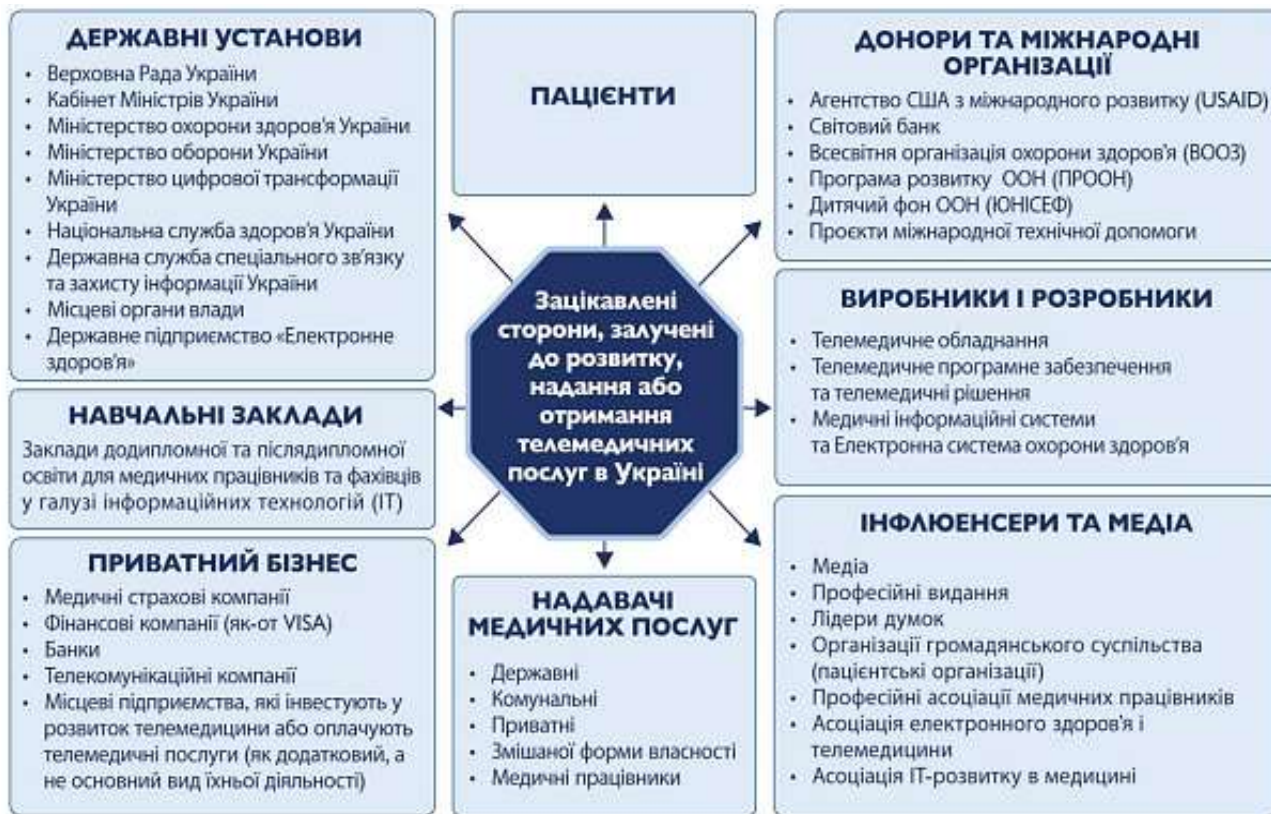 ДЕРЖАВНІ УСТАНОВИ
• Верховна Рада України
• Кабінет Міністрів України
• Міністерство охорони здоров'я України
• Міністерство оборони України
• Міністерство цифрової трансформації
України
• Національна служба здоров'я України
• Державна служба спеціального зв'язку
та захисту інформації України
• Місцеві органи влади
• Державне підприємство «Електронне
здоров'я»
ПАЦІЄНТИ
ДОНОРИ ТА МІЖНАРОДНІ
ОРГАНІЗАЦІЇ
• Агентство США з міжнародного розвитку (USAID)
• Світовий банк
• Всесвітня організація охорони здоров'я (ВООЗ)
• Програма розвитку ООН (ПРООН)
• Дитячий фон ООН (ЮНІСЕФ)
• Проєкти міжнародної технічної допомоги
Зацікавлені
сторони, залучені
до розвитку,
надання або
отримання
телемедичних
послуг в Україні
ВИРОБНИКИ І РОЗРОБНИКИ
• Телемедичне обладнання
• Телемедичне програмне забезпечення
та телемедичні рішення
• Медичні інформаційні системи
та Електронна система охорони здоров'я
НАВЧАЛЬНІ ЗАКЛАДИ
Заклади додипломної та післядипломної
освіти для медичних працівників та фахівців
у галузі інформаційних технологій (ІТ)
ПРИВАТНИЙ БІЗНЕС
• Медичні страхові компанії
• Фінансові компанії (як-от VISA)
• Банки
• Телекомунікаційні компанії
• Місцеві підприємства, які інвестують у
розвиток телемедицини або оплачують
телемедичні послуги (як додатковий, а
не основний вид їхньої діяльності)
НАДАВАЧІ
МЕДИЧНИХ ПОСЛУГ
• Державні
• Комунальні
• Приватні
• Змішаної форми власності
• Медичні працівники
ІНФЛЮЕНСЕРИ ТА МЕДІА
• Медіа
• Професійні видання
• Лідери думок
• Організації громадянського суспільства
(пацієнтські організації)
• Професійні асоціації медичних працівників
• Асоціація електронного здоров'я і
телемедицини
• Асоціація ІТ-розвитку в медицині